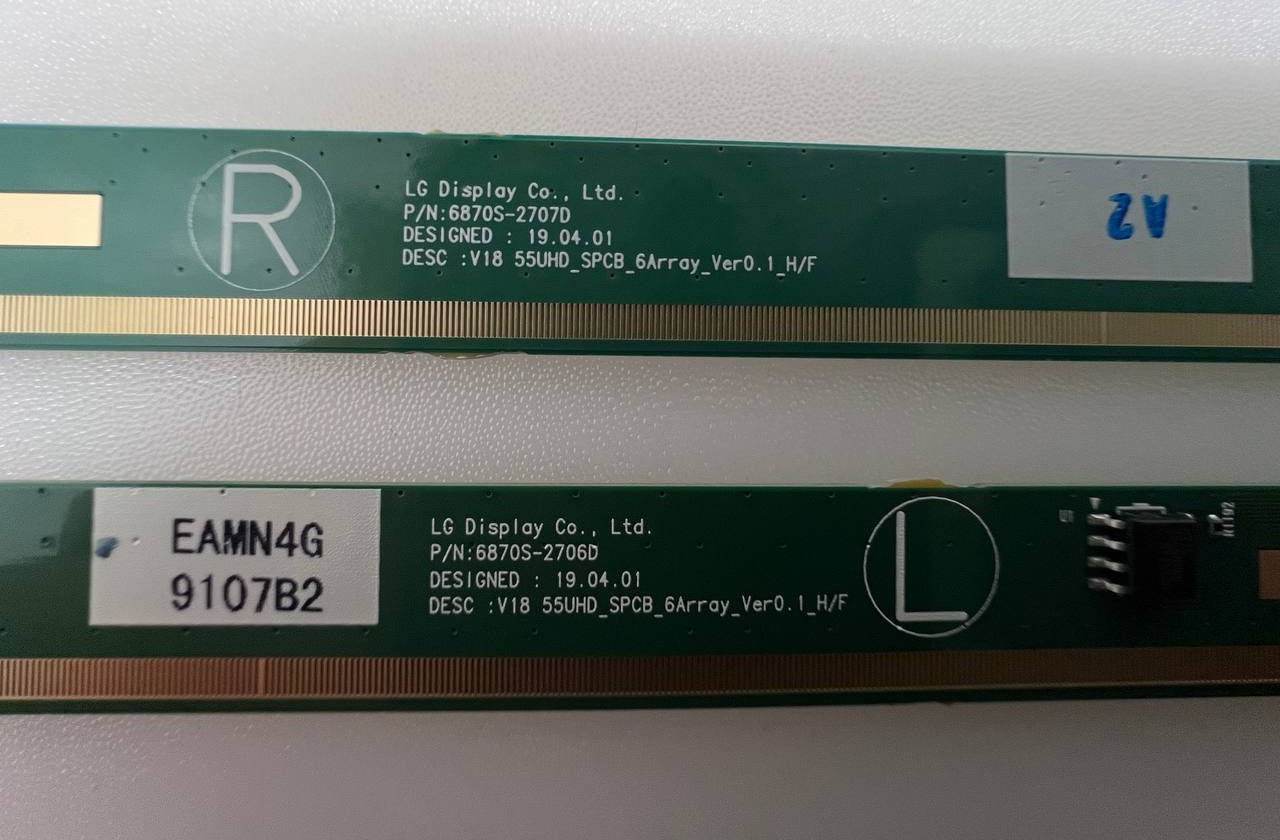 R
LG Display Co., Ltd.
P/N:6870S-2707D
DESIGNED : 19.04.01
DESC :V18 55UHD_SPCB_6Array_Ver0.1_H/F
A2
EAMN4G
9107B2
LG Display Co., Ltd.
P/N:6870S-2706D
DESIGNED : 19.04.01
DESC :V18 55UHD_SPCB_6Array_Ver0.1_H/F
L
R1192